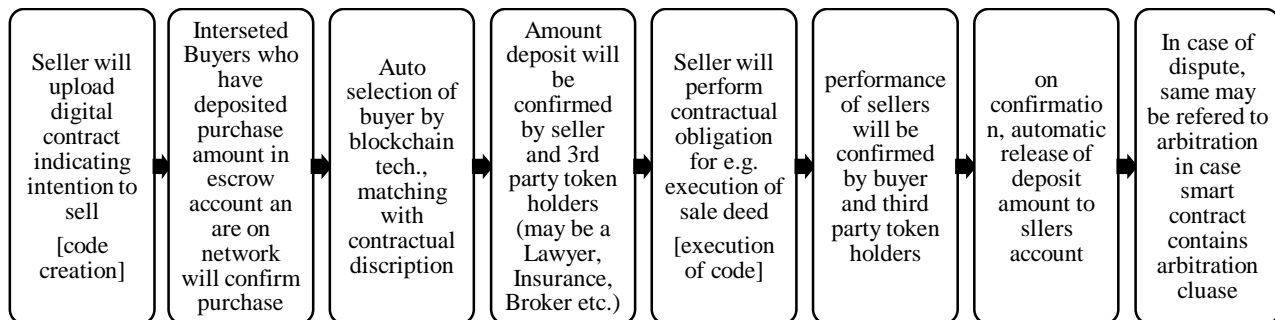 Seller will
upload
digital
contract
indicating
intention to
sell
[code
creation]
Interseted
Buyers who
have
deposited
purchase
amount in
escrow
account an
are on
network
will confirm
purchase
Auto
selection of
buyer by
blockchain
tech.,
matching
with
contractual
discription
Amount
deposit will
be
confirmed
by seller
and 3rd
party token
holders
(may be a
Lawyer,
Insurance,
Broker etc.)
Seller will
perform
contractual
obligation
for e.g.
execution of
sale deed
[execution
of code]
performance
of sellers
will be
confirmed
by buyer
and third
party token
holders
on
confirmatio
n, automatic
release of
deposit
amount to
sllers
account
In case of
dispute,
same may
be refered to
arbitration
in case
smart
contract
contains
arbitration
cluase